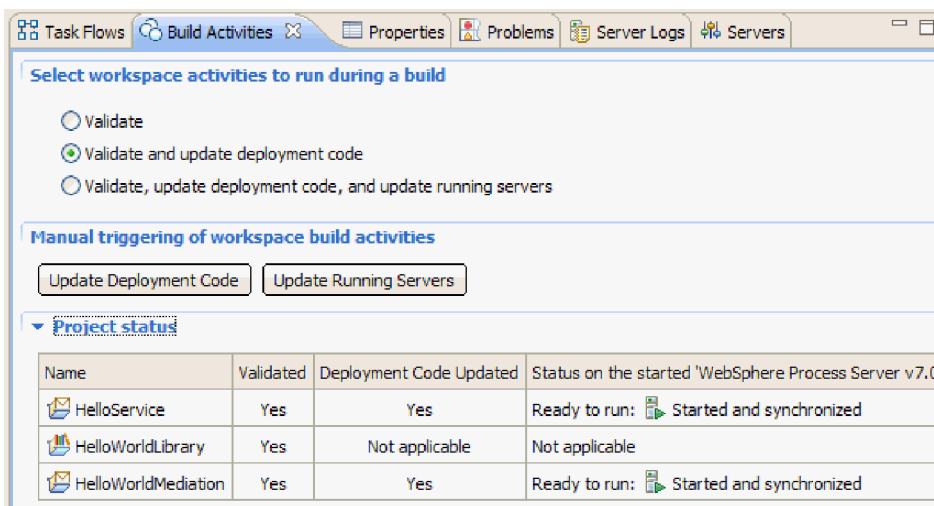 Task Flows Build Activities Properties Problems Server Logs Servers
Select workspace activities to run during a build
Validate
Validate and update deployment code
Validate, update deployment code, and update running servers
Manual triggering of workspace build activities
Update Deployment Code Update Running Servers
Project status
Name Validated Deployment Code Updated Status on the started 'WebSphere Process Server v7.0
HelloService Yes Yes Ready to run: Started and synchronized
HelloWorldLibrary Yes Not applicable Not applicable
HelloWorldMediation Yes Yes Ready to run: Started and synchronized